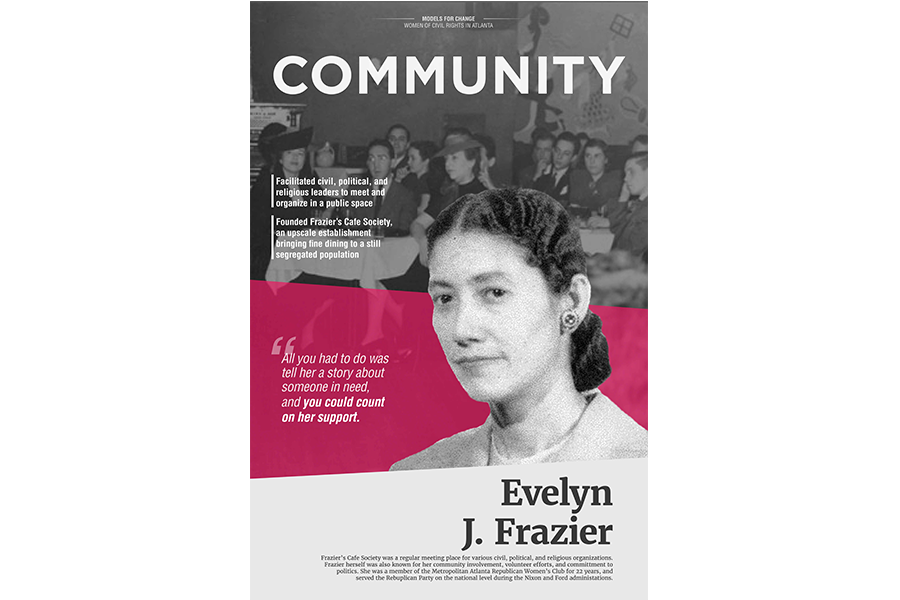 MODELS FOR CHANGE
WOMEN OF CIVIL RIGHTS IN ATLANTA
COMMUNITY
Facilitated civil, political, and
religious leaders to meet and
organize in a public space
Founded Frazier's Cafe Society,
an upscale establishment
bringing fine dining to a still
segregated population
“All you had to do was
tell her a story about
someone in need,
and you could count
on her support.
Evelyn
J. Frazier
Frazier's Cafe Society was a regular meeting place for various civil, political, and religious organizations.
Frazier herself was also known for her community involvement, volunteer efforts, and commitment to
politics. She was a member of the Metropolitan Atlanta Republican Women's Club for 22 years, and
served the Rebuplican Party on the national level during the Nixon and Ford administations.